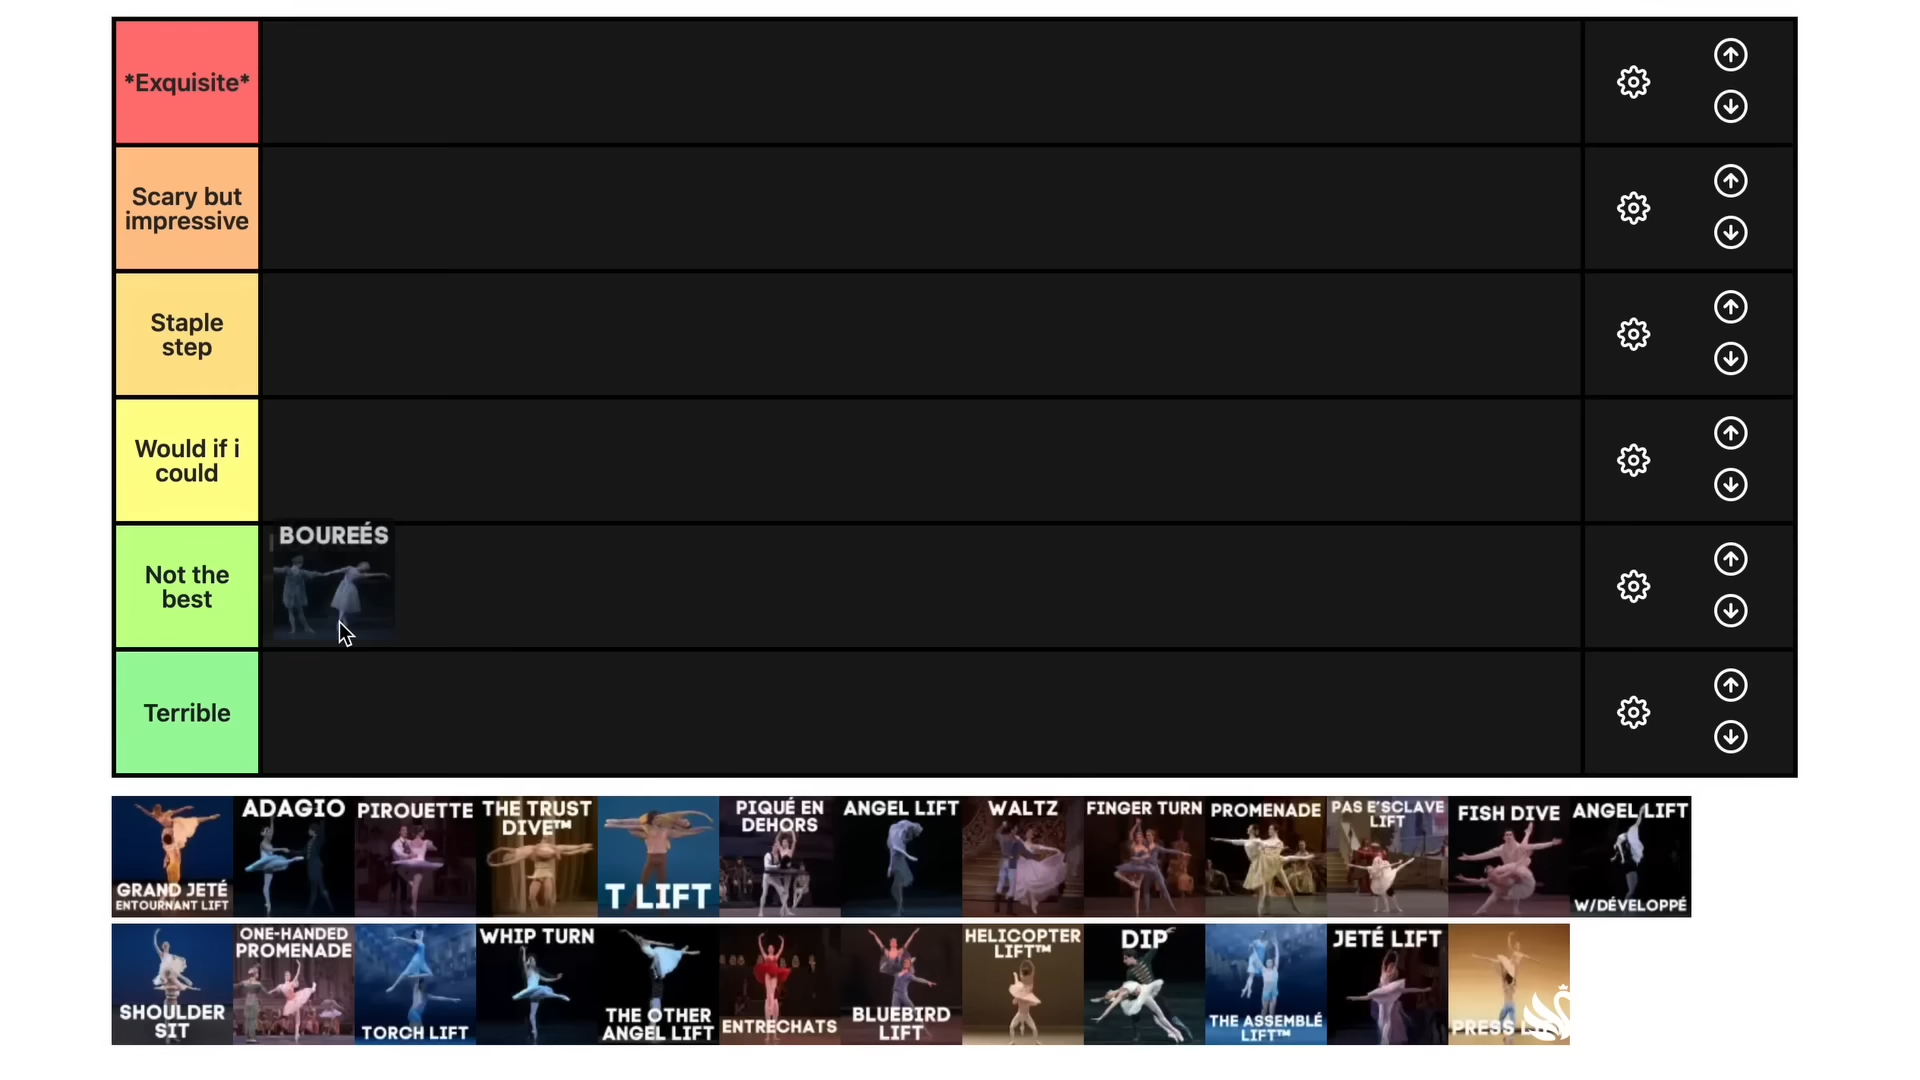 *Exquisite*
Scary but
impressive
Staple
step
Would if i
could
BOUREÉS
Not the
best
Terrible
GRAND JETÉ
ENTOURNANT LIFT
ADAGIO
PIROUETTE
THE TRUST
DIVE™
T LIFT
PIQUÉ EN
DEHORS
ANGEL LIFT
WALTZ
FINGER TURN
PROMENADE
PAS E'SCLAVE
LIFT
FISH DIVE
ANGEL LIFT
W/DÉVELOPPÉ
SHOULDER
SIT
ONE-HANDED
PROMENADE
TORCH LIFT
WHIP TURN
THE OTHER
ANGEL LIFT
ENTRECHATS
BLUEBIRD
LIFT
HELICOPTER
LIFT™
DIP
THE ASSEMBLÉ
LIFT™
JETÉ LIFT
PRESS